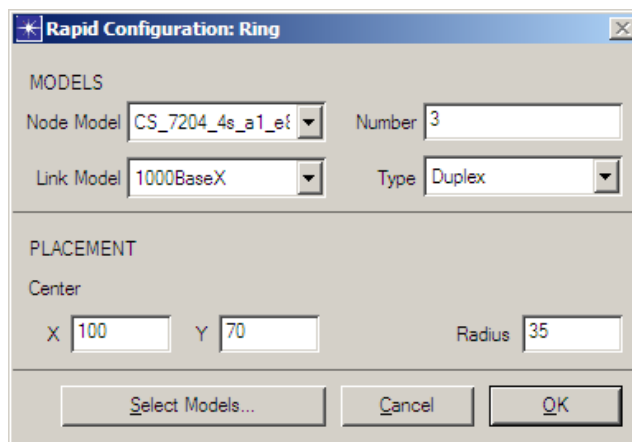 Rapid Configuration: Ring
MODELS
Node Model CS_7204_4s_a1_e8 Number 3
Link Model 1000BaseX Type Duplex
PLACEMENT
Center
X 100 Y 70 Radius 35
Select Models... Cancel OK